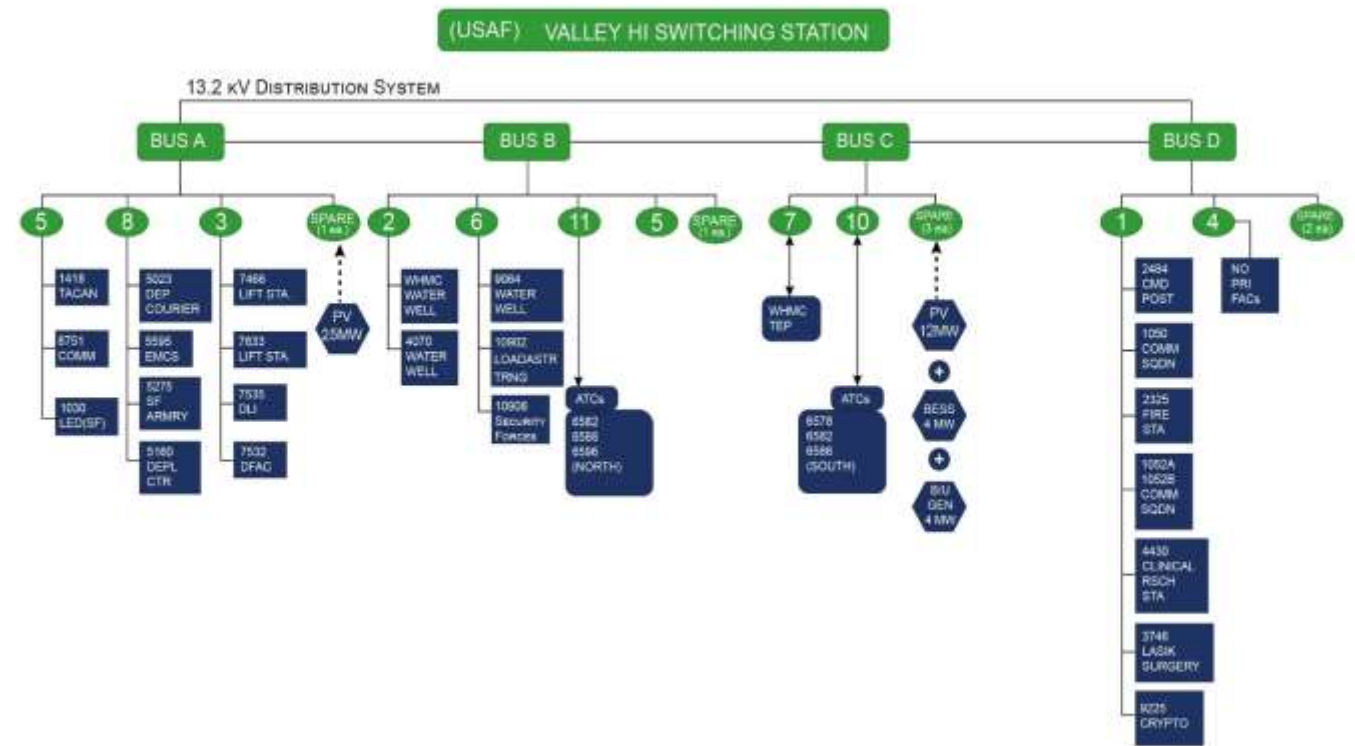 (USAF) VALLEY HI SWITCHING STATION
13.2 KV DISTRIBUTION SYSTEM
BUS A
BUS B
BUS C
BUS D
5
8
3
SPARE
(1 ea.)
2
6
11
5
SPARE
(1 ea.)
7
10
SPARE
(3 ea)
1
4
SPARE
(2 ea)
1418
TACAN
6751
COMM
1030
LED(SF)
5023
DEP
COURIER
5595
EMCS
5275
SF
ARMRY
5160
DEPL
CTR
7466
LIFT STA
7633
LIFT STA
7535
DLI
7532
DFAC
PV
25MW
WHMC
WATER
WELL
4070
WATER
WELL
9084
WATER
WELL
10902
LOADASTR
TRNG
10906
SECURITY
FORCES
ATCs
6582
6588
6596
(NORTH)
WHMC
TEP
ATCs
6578
6582
6588
(SOUTH)
PV
12MW
+
BESS
4 MW
+
B/U
GEN
4 MW
2484
CMD
POST
1050
COMM
SQDN
2325
FIRE
STA
1052A
1052B
COMM
SQDN
4430
CLINICAL
RSCH
STA
3746
LASIK
SURGERY
9225
CRYPTO
NO
PRI
FACs